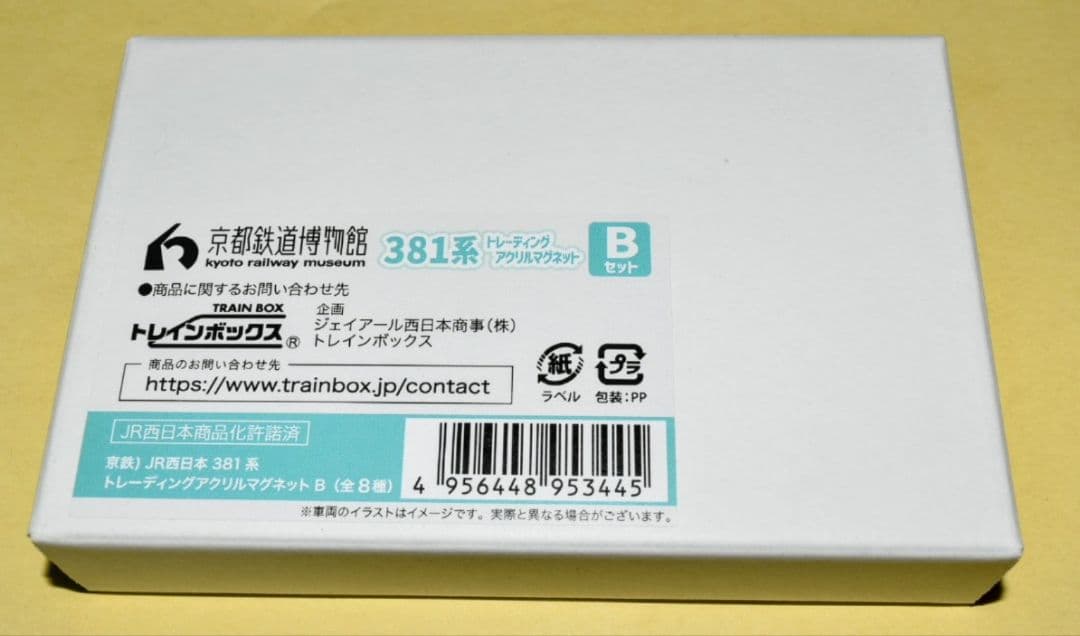 京都鉄道博物館
kyoto railway museum
381系
トレーディング
アクリルマグネット
B
セット
●商品に関するお問い合わせ先
TRAIN BOX
トレインボックス®
企画
ジェイアール西日本商事(株)
トレインボックス
商品のお問い合わせ先
https://www.trainbox.jp/contact
紙
ラベル
プラ
包装:PP
JR西日本商品化許諾済
京鉄) JR西日本 381系
トレーディングアクリルマグネット B (全8種)
4 956448 953445
※車両のイラストはイメージです。実際と異なる場合がございます。